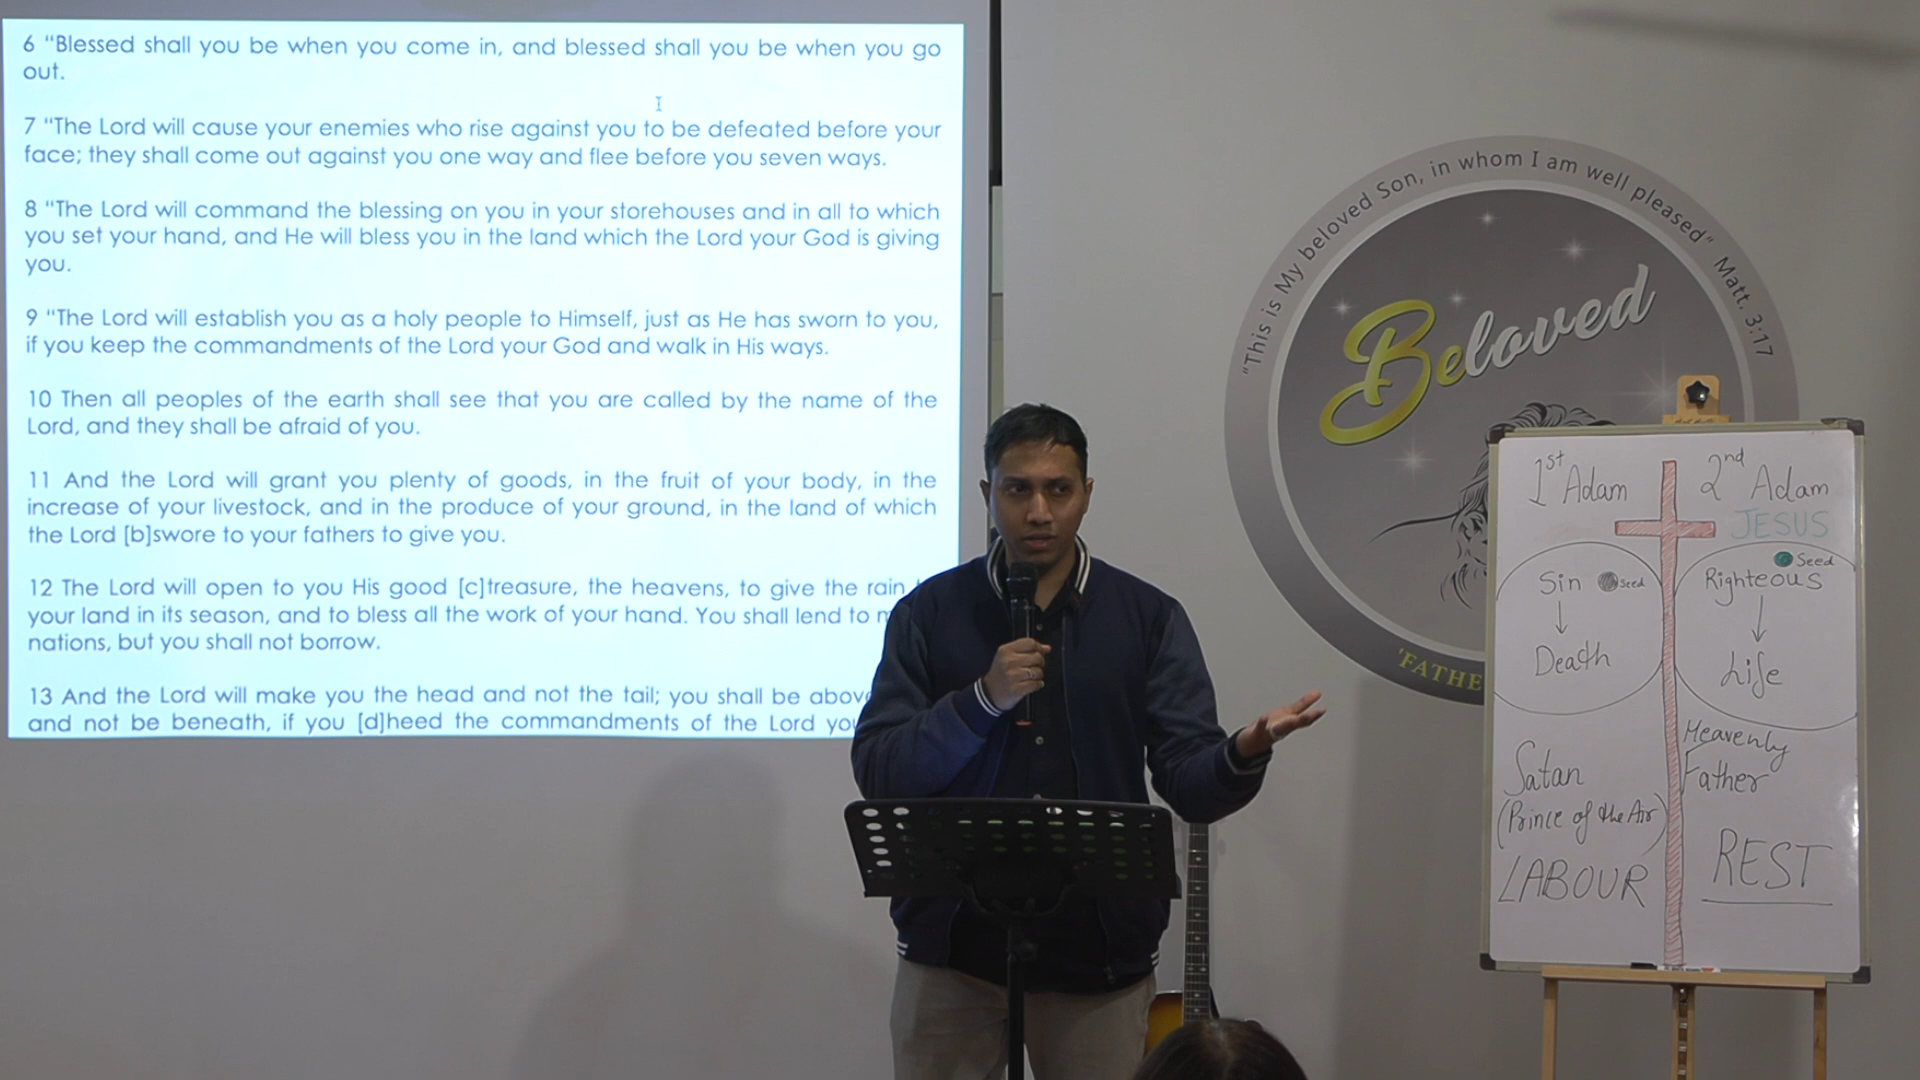 6 "Blessed shall you be when you come in, and blessed shall you be when you go
out.
7 "The Lord will cause your enemies who rise against you to be defeated before your
face; they shall come out against you one way and flee before you seven ways.
8 "The Lord will command the blessing on you in your storehouses and in all to which
you set your hand, and He will bless you in the land which the Lord your God is giving
you.
9 "The Lord will establish you as a holy people to Himself, just as He has sworn to you,
if you keep the commandments of the Lord your God and walk in His ways.
10 Then all peoples of the earth shall see that you are called by the name of the
Lord, and they shall be afraid of you.
11 And the Lord will grant you plenty of goods, in the fruit of your body, in the
increase of your livestock, and in the produce of your ground, in the land of which
the Lord [b]swore to your fathers to give you.
12 The Lord will open to you His good [c]treasure, the heavens, to give the rain
your land in its season, and to bless all the work of your hand. You shall lend to
nations, but you shall not borrow.
13 And the Lord will make you the head and not the tail; you shall be above
and not be beneath, if you [d]heed the commandments of the Lord
"This is My beloved Son, in whom I am well pleased" Matt. 3:17
Beloved
'FATHE
1st Adam
2nd Adam
JESUS
Sin Seed
Death
Seed
Righteous
Life
Satan
(Prince of the Air)
LABOUR
Heavenly
Father
REST